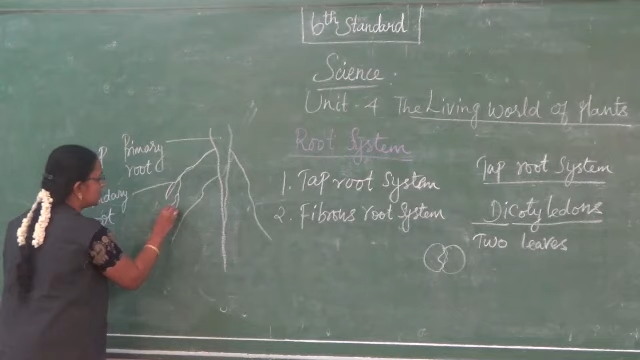 6th Standard
Science.
Unit - 4 The Living world of plants
Root System
1. Tap root System
2. Fibrous root System
Tap root System
Dicotyledons
Two leaves
Primary
root